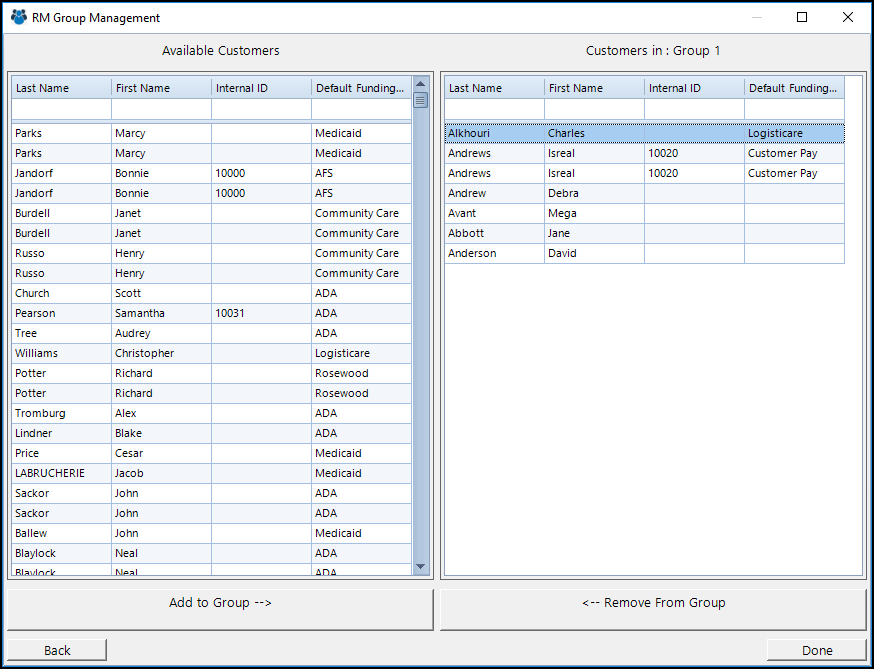 RM Group Management
Available Customers
Last Name First Name Internal ID Default Funding...
Parks Marcy Medicaid
Parks Marcy Medicaid
Jandorf Bonnie 10000 AFS
Jandorf Bonnie 10000 AFS
Burdell Janet Community Care
Burdell Janet Community Care
Russo Henry Community Care
Russo Henry Community Care
Church Scott ADA
Pearson Samantha 10031 ADA
Tree Audrey ADA
Williams Christopher Logisticare
Potter Richard Rosewood
Potter Richard Rosewood
Tromburg Alex ADA
Lindner Blake ADA
Price Cesar Medicaid
LABRUCHERIE Jacob Medicaid
Sackor John ADA
Sackor John ADA
Ballew John Medicaid
Blaylock Neal ADA
Blaylock Neal ADA
Customers in : Group 1
Last Name First Name Internal ID Default Funding...
Alkhouri Charles Logisticare
Andrews Isreal 10020 Customer Pay
Andrews Isreal 10020 Customer Pay
Andrew Debra
Avant Mega
Abbott Jane
Anderson David
Add to Group -->
<-- Remove From Group
Back
Done